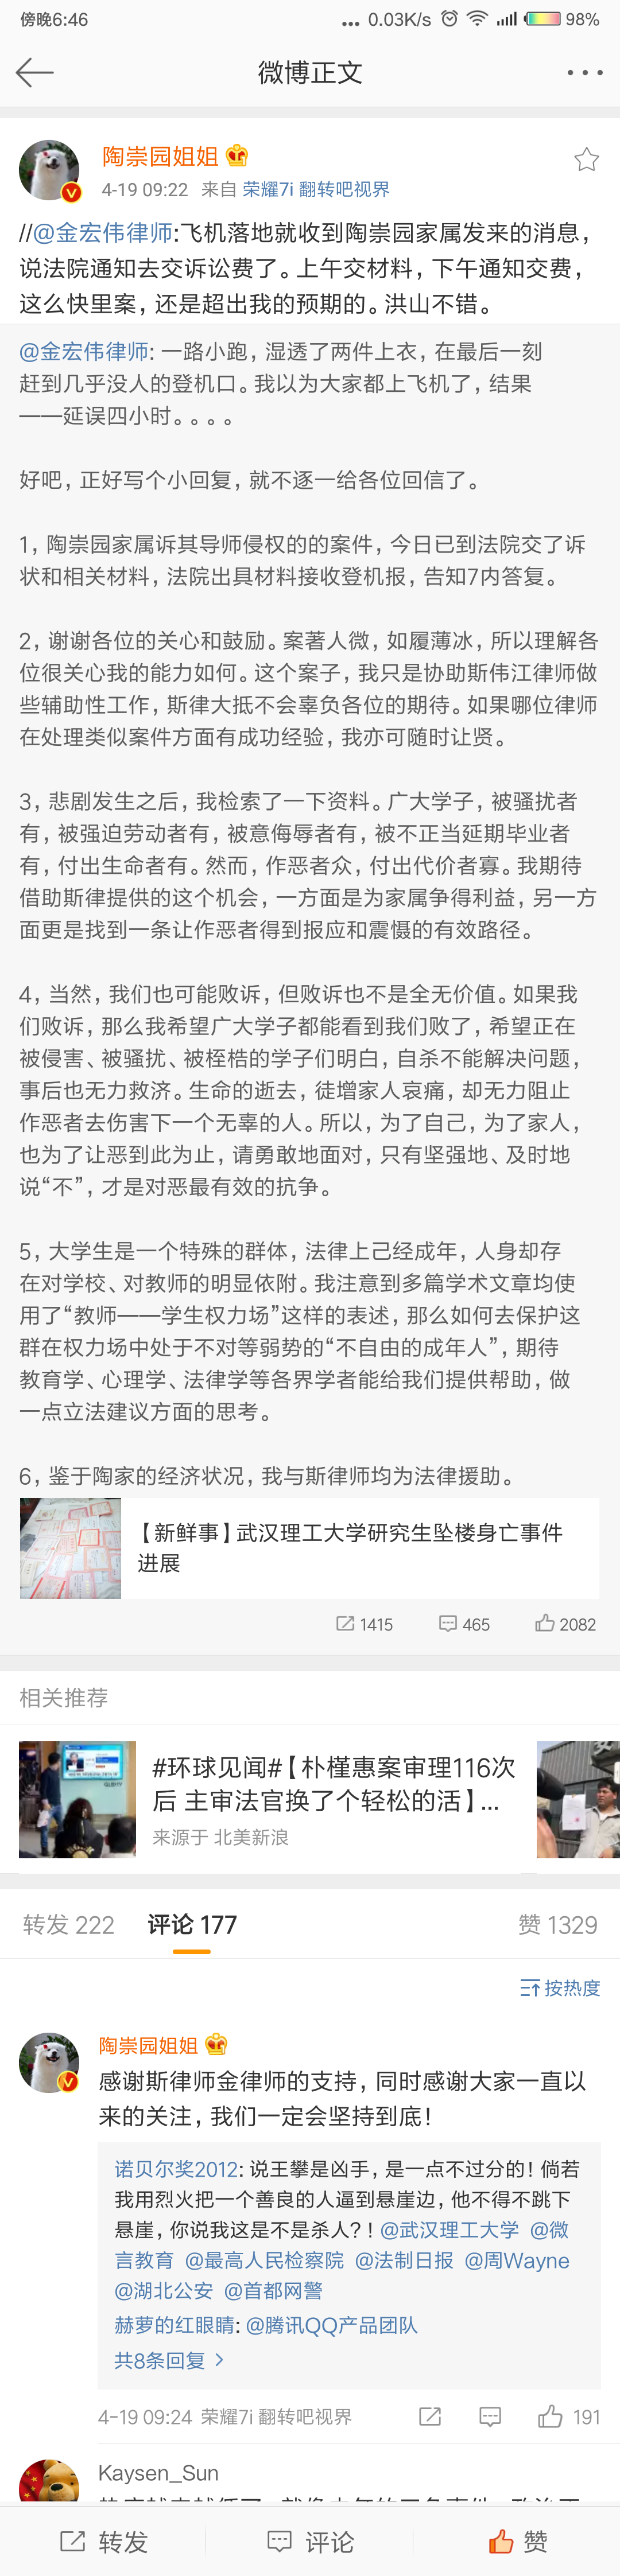 傍晚6:46
... 0.03K/s 98%
微博正文
陶崇园姐姐
4-19 09:22 来自 荣耀7i 翻转吧视界
//@金宏伟律师:飞机落地就收到陶崇园家属发来的消息，
说法院通知去交诉讼费了。上午交材料，下午通知交费，
这么快里案，还是超出我的预期的。洪山不错。
@金宏伟律师: 一路小跑，湿透了两件上衣，在最后一刻
赶到几乎没人的登机口。我以为大家都上飞机了，结果
——延误四小时。。。。
好吧，正好写个小回复，就不逐一给各位回信了。
1，陶崇园家属诉其导师侵权的的案件，今日已到法院交了诉
状和相关材料，法院出具材料接收登机报，告知7内答复。
2，谢谢各位的关心和鼓励。案著人微，如履薄冰，所以理解各
位很关心我的能力如何。这个案子，我只是协助斯伟江律师做
些辅助性工作，斯律大抵不会辜负各位的期待。如果哪位律师
在处理类似案件方面有成功经验，我亦可随时让贤。
3，悲剧发生之后，我检索了一下资料。广大学子，被骚扰者
有，被强迫劳动者有，被意侮辱者有，被不正当延期毕业者
有，付出生命者有。然而，作恶者众，付出代价者寡。我期待
借助斯律提供的这个机会，一方面是为家属争得利益，另一方
面更是找到一条让作恶者得到报应和震慑的有效路径。
4，当然，我们也可能败诉，但败诉也不是全无价值。如果我
们败诉，那么我希望广大学子都能看到我们败了，希望正在
被侵害、被骚扰、被桎梏的学子们明白，自杀不能解决问题，
事后也无力救济。生命的逝去，徒增家人哀痛，却无力阻止
作恶者去伤害下一个无辜的人。所以，为了自己，为了家人，
也为了让恶到此为止，请勇敢地面对，只有坚强地、及时地
说“不”，才是对恶最有效的抗争。
5，大学生是一个特殊的群体，法律上已经成年，人身却存
在对学校、对教师的明显依附。我注意到多篇学术文章均使
用了“教师——学生权力场”这样的表述，那么如何去保护这
群在权力场中处于不对等弱势的“不自由的成年人”，期待
教育学、心理学、法律学等各界学者能给我们提供帮助，做
一点立法建议方面的思考。
6，鉴于陶家的经济状况，我与斯律师均为法律援助。
【新鲜事】武汉理工大学研究生坠楼身亡事件
进展
1415 465 2082
相关推荐
#环球见闻#【朴槿惠案审理116次
后 主审法官换了个轻松的活】...
来源于 北美新浪
转发 222 评论 177 赞 1329
按热度
陶崇园姐姐
感谢斯律师金律师的支持，同时感谢大家一直以
来的关注，我们一定会坚持到底！
诺贝尔奖2012: 说王攀是凶手，是一点不过分的！倘若
我用烈火把一个善良的人逼到悬崖边，他不得不跳下
悬崖，你说我这是不是杀人？！@武汉理工大学 @微
言教育 @最高人民检察院 @法制日报 @周Wayne
@湖北公安 @首都网警
赫萝的红眼睛: @腾讯QQ产品团队
共8条回复 >
4-19 09:24 荣耀7i 翻转吧视界 191
Kaysen_Sun
转发 评论 赞